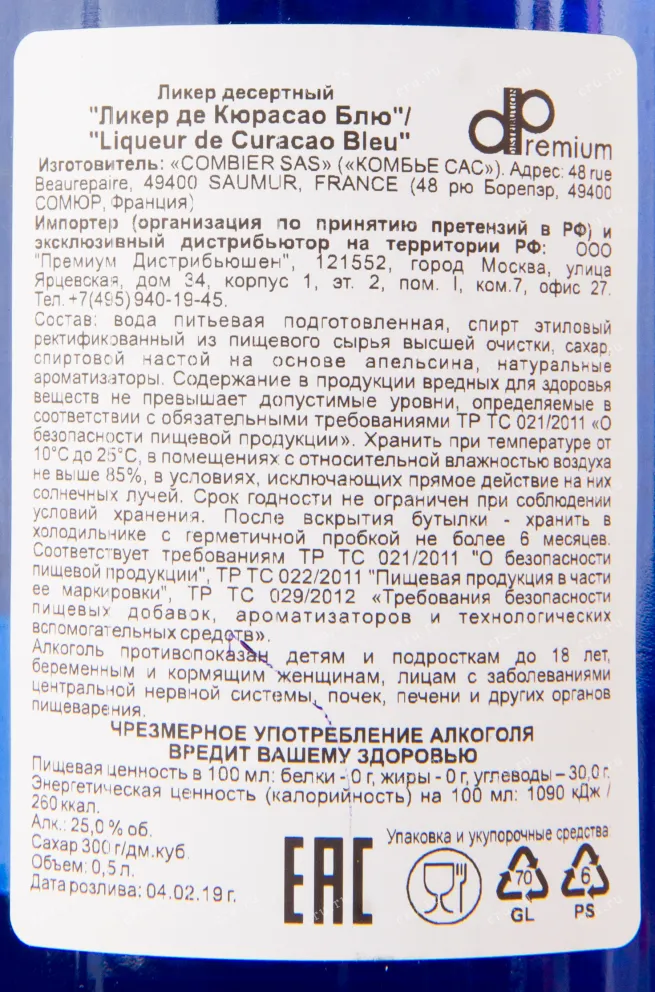 Ликер десертный
"Ликер де Кюрасао Блю"/
"Liqueur de Curacao Bleu"
dPremium
Изготовитель: «COMBIER SAS» («КОМБЬЕ САС»). Адрес: 48 rue
Beaurepaire, 49400 SAUMUR, FRANCE (48 рю Борепэр, 49400
СОМЮР, Франция)
Импортер (организация по принятию претензий в РФ) и
эксклюзивный дистрибьютор на территории РФ: ООО
"Премиум Дистрибьюшен", 121552, город Москва, улица
Ярцевская, дом 34, корпус 1, эт. 2, пом. I, ком.7, офис 27.
Тел. +7(495)940-19-45.
Состав: вода питьевая подготовленная, спирт этиловый
ректификованный из пищевого сырья высшей очистки, сахар,
спиртовой настой на основе апельсина, натуральные
ароматизаторы. Содержание в продукции вредных для здоровья
веществ не превышает допустимые уровни, определяемые в
соответствии с обязательными требованиями ТР ТС 021/2011 «О
безопасности пищевой продукции». Хранить при температуре от
10°С до 25°С, в помещениях с относительной влажностью воздуха
не выше 85%, в условиях, исключающих прямое действие на них
солнечных лучей. Срок годности не ограничен при соблюдении
условий хранения. После вскрытия бутылки - хранить в
холодильнике с герметичной пробкой не более 6 месяцев.
Соответствует требованиям ТР ТС 021/2011 "О безопасности
пищевой продукции", ТР ТС 022/2011 "Пищевая продукция в части
ее маркировки", ТР ТС 029/2012 «Требования безопасности
пищевых добавок, ароматизаторов и технологических
вспомогательных средств».
Алкоголь противопоказан детям и подросткам до 18 лет,
беременным и кормящим женщинам, лицам с заболеваниями
центральной нервной системы, почек, печени и других органов
пищеварения.
ЧРЕЗМЕРНОЕ УПОТРЕБЛЕНИЕ АЛКОГОЛЯ
ВРЕДИТ ВАШЕМУ ЗДОРОВЬЮ
Пищевая ценность в 100 мл: белки - 0 г, жиры - 0 г, углеводы – 30,0 г.
Энергетическая ценность (калорийность) на 100 мл: 1090 кДж /
260 ккал.
Алк.: 25,0 % об.
Сахар 300 г/дм.куб.
Объем: 0,5 л.
Дата розлива: 04.02.19 г.
EAC
Упаковка и укупорочные средства
70
GL
6
PS